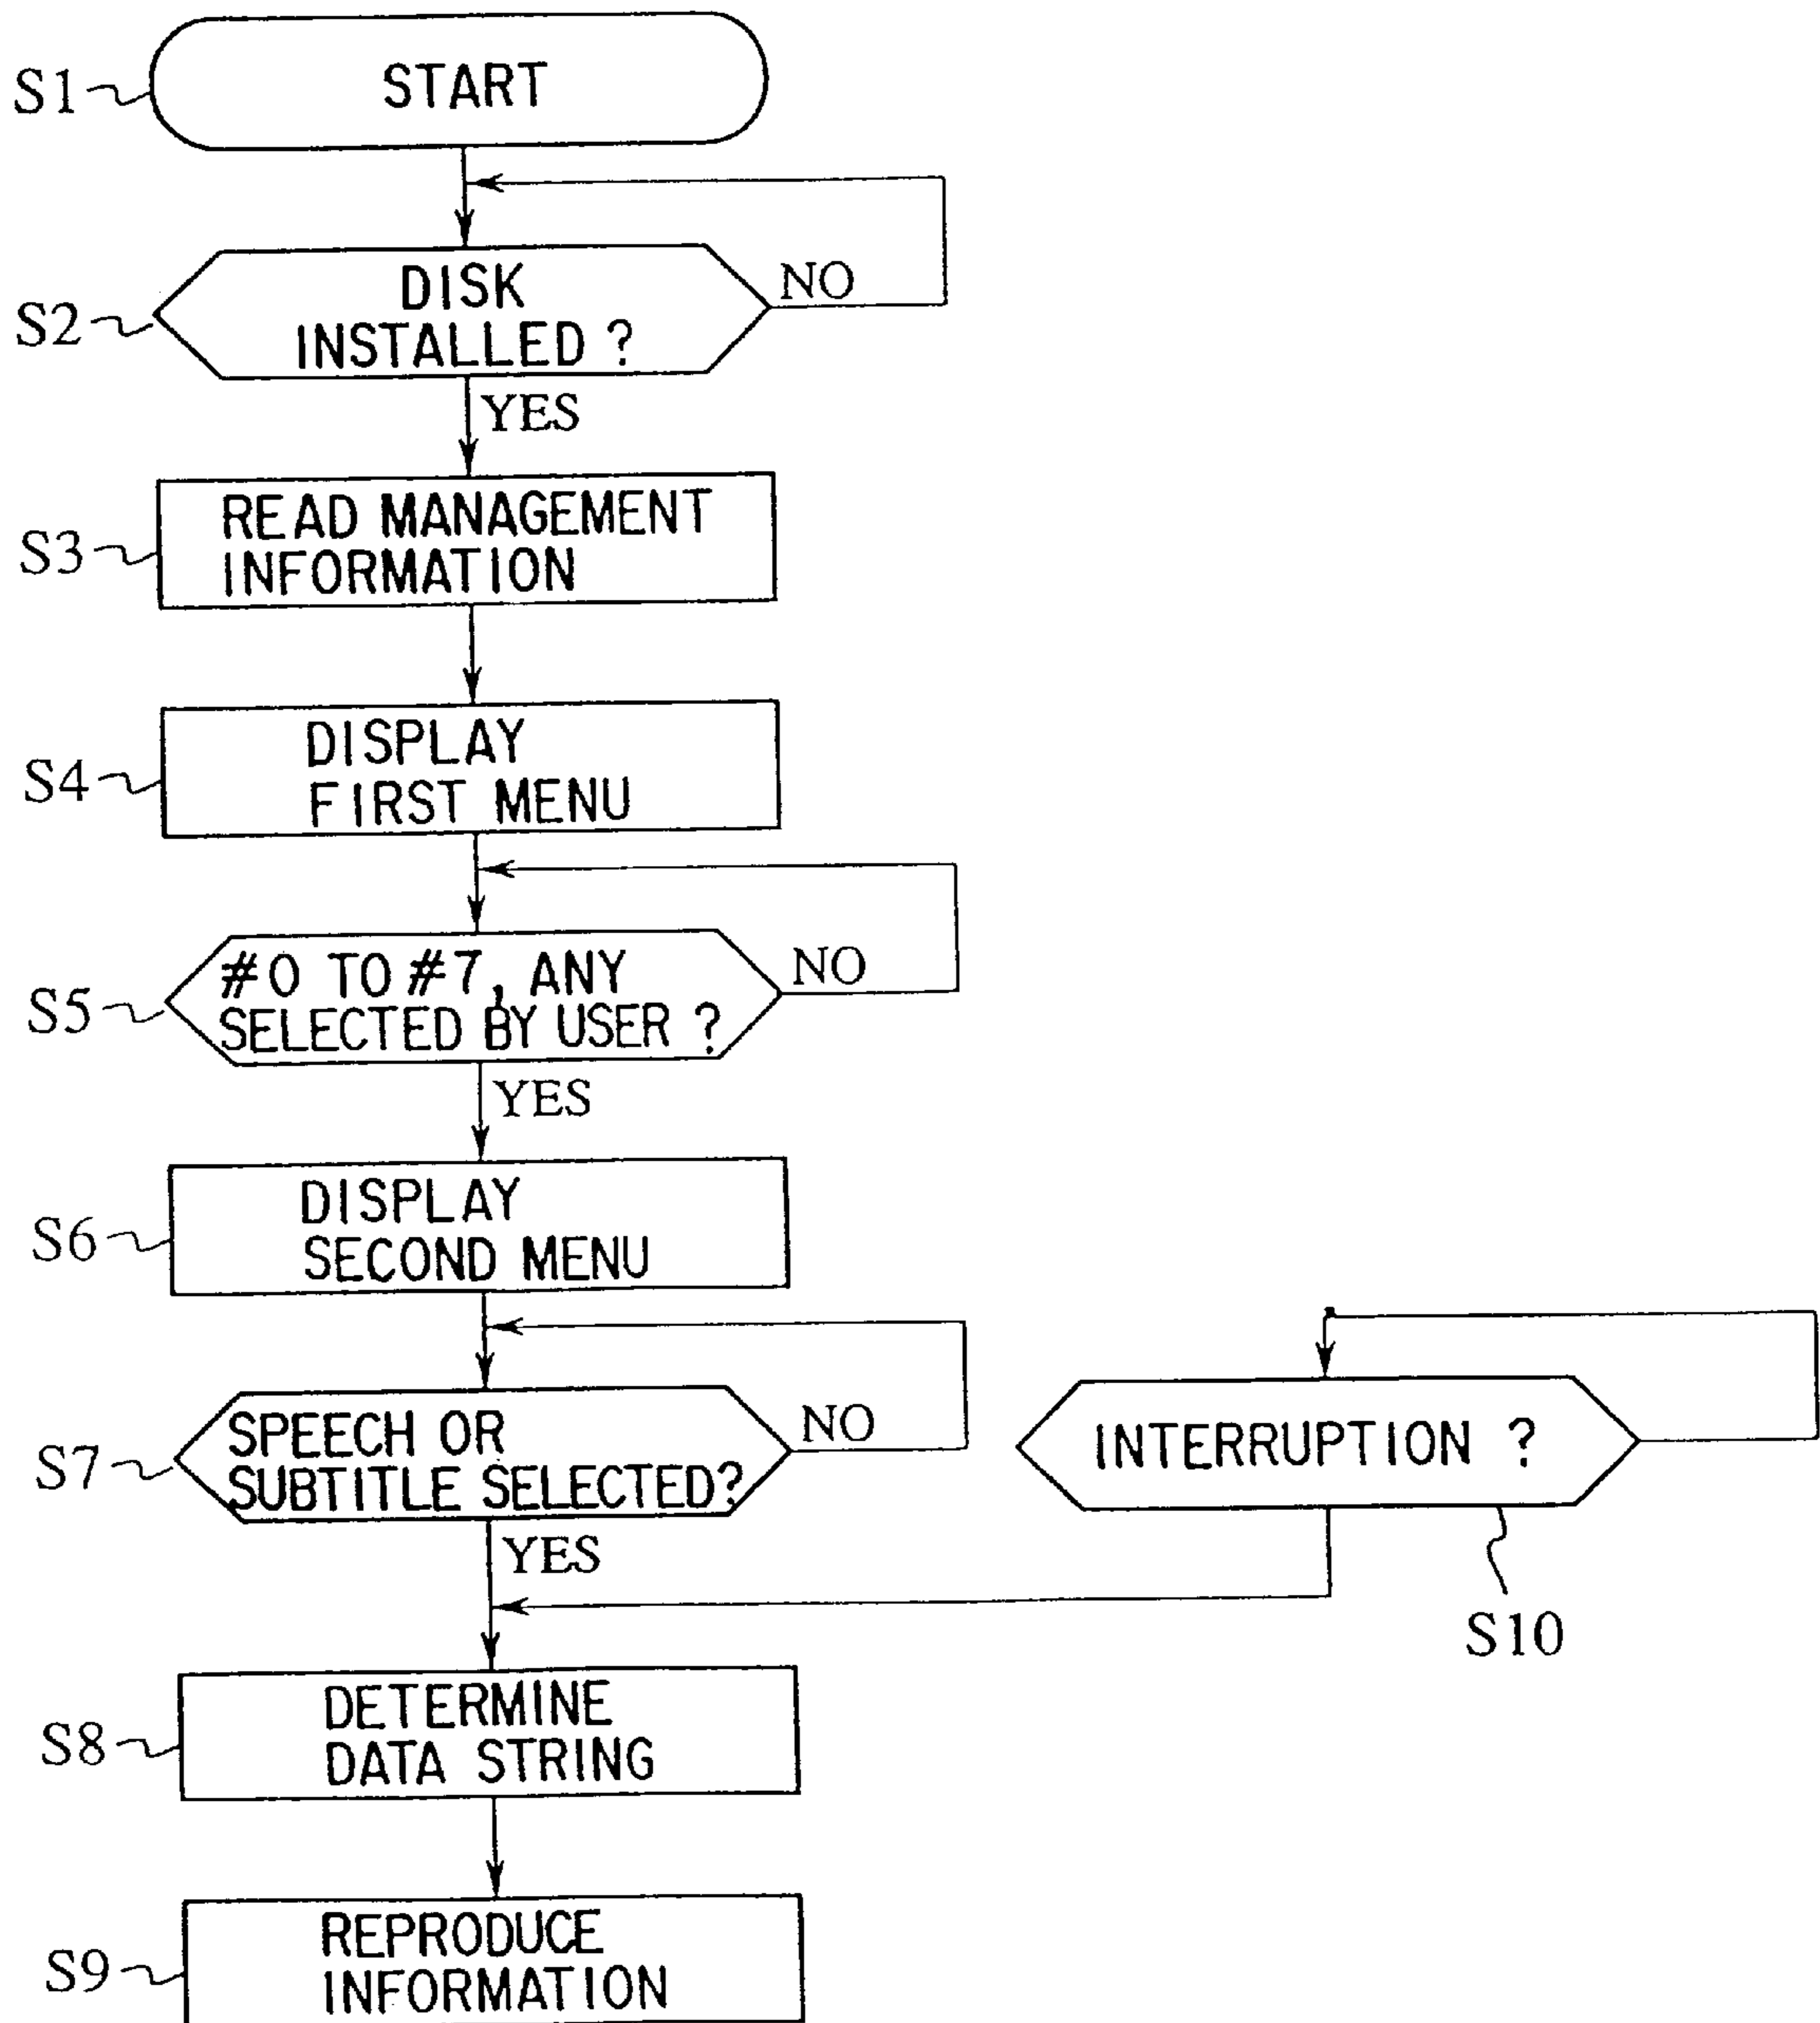 S1
START
S2
DISK
INSTALLED ?
NO
YES
S3
READ MANAGEMENT
INFORMATION
S4
DISPLAY
FIRST MENU
S5
#0 TO #7, ANY
SELECTED BY USER ?
NO
YES
S6
DISPLAY
SECOND MENU
S7
SPEECH OR
SUBTITLE SELECTED?
NO
YES
INTERRUPTION ?
S10
S8
DETERMINE
DATA STRING
S9
REPRODUCE
INFORMATION